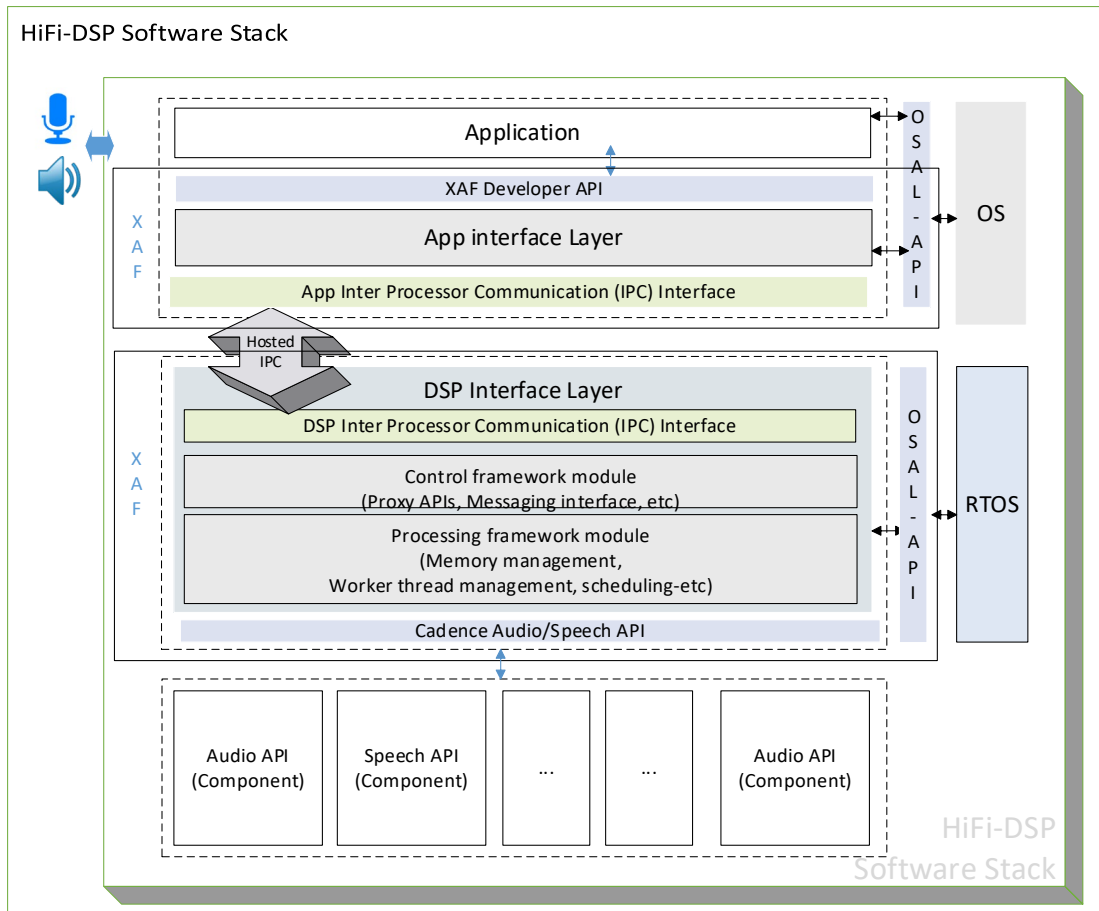 HiFi-DSP Software Stack
Application
XAF Developer API
App interface Layer
App Inter Processor Communication (IPC) Interface
X
A
F
O
S
A
L
-
A
P
I
OS
Hosted
IPC
DSP Interface Layer
DSP Inter Processor Communication (IPC) Interface
Control framework module
(Proxy APIs, Messaging interface, etc)
Processing framework module
(Memory management,
Worker thread management, scheduling-etc)
Cadence Audio/Speech API
X
A
F
O
S
A
L
-
A
P
I
RTOS
Audio API
(Component)
Speech API
(Component)
...
...
Audio API
(Component)
HiFi-DSP
Software Stack